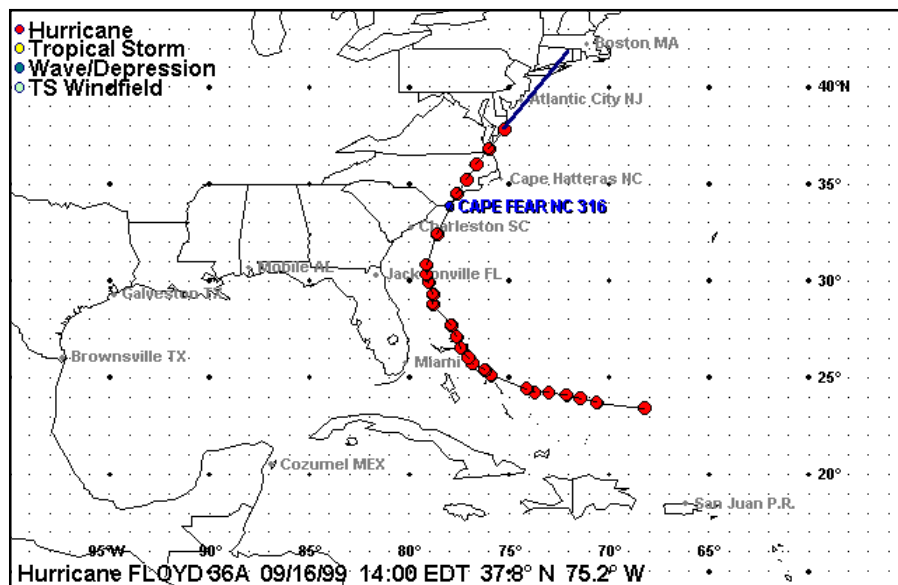 Hurricane
Tropical Storm
Wave/Depression
TS Windfield
Boston MA
40°N
Atlantic City NJ
Cape Hatteras NC
35°
CAPE FEAR NC 316
Charleston SC
Mobile AL
Jacksonville FL
30°
Galveston TX
Brownsville TX
Miami
25°
Cozumel MEX
20°
San Juan P.R.
95°W
90°
85°
80°
75°
70°
65°
Hurricane FLOYD 36A 09/16/99 14:00 EDT 37.8° N 75.2° W